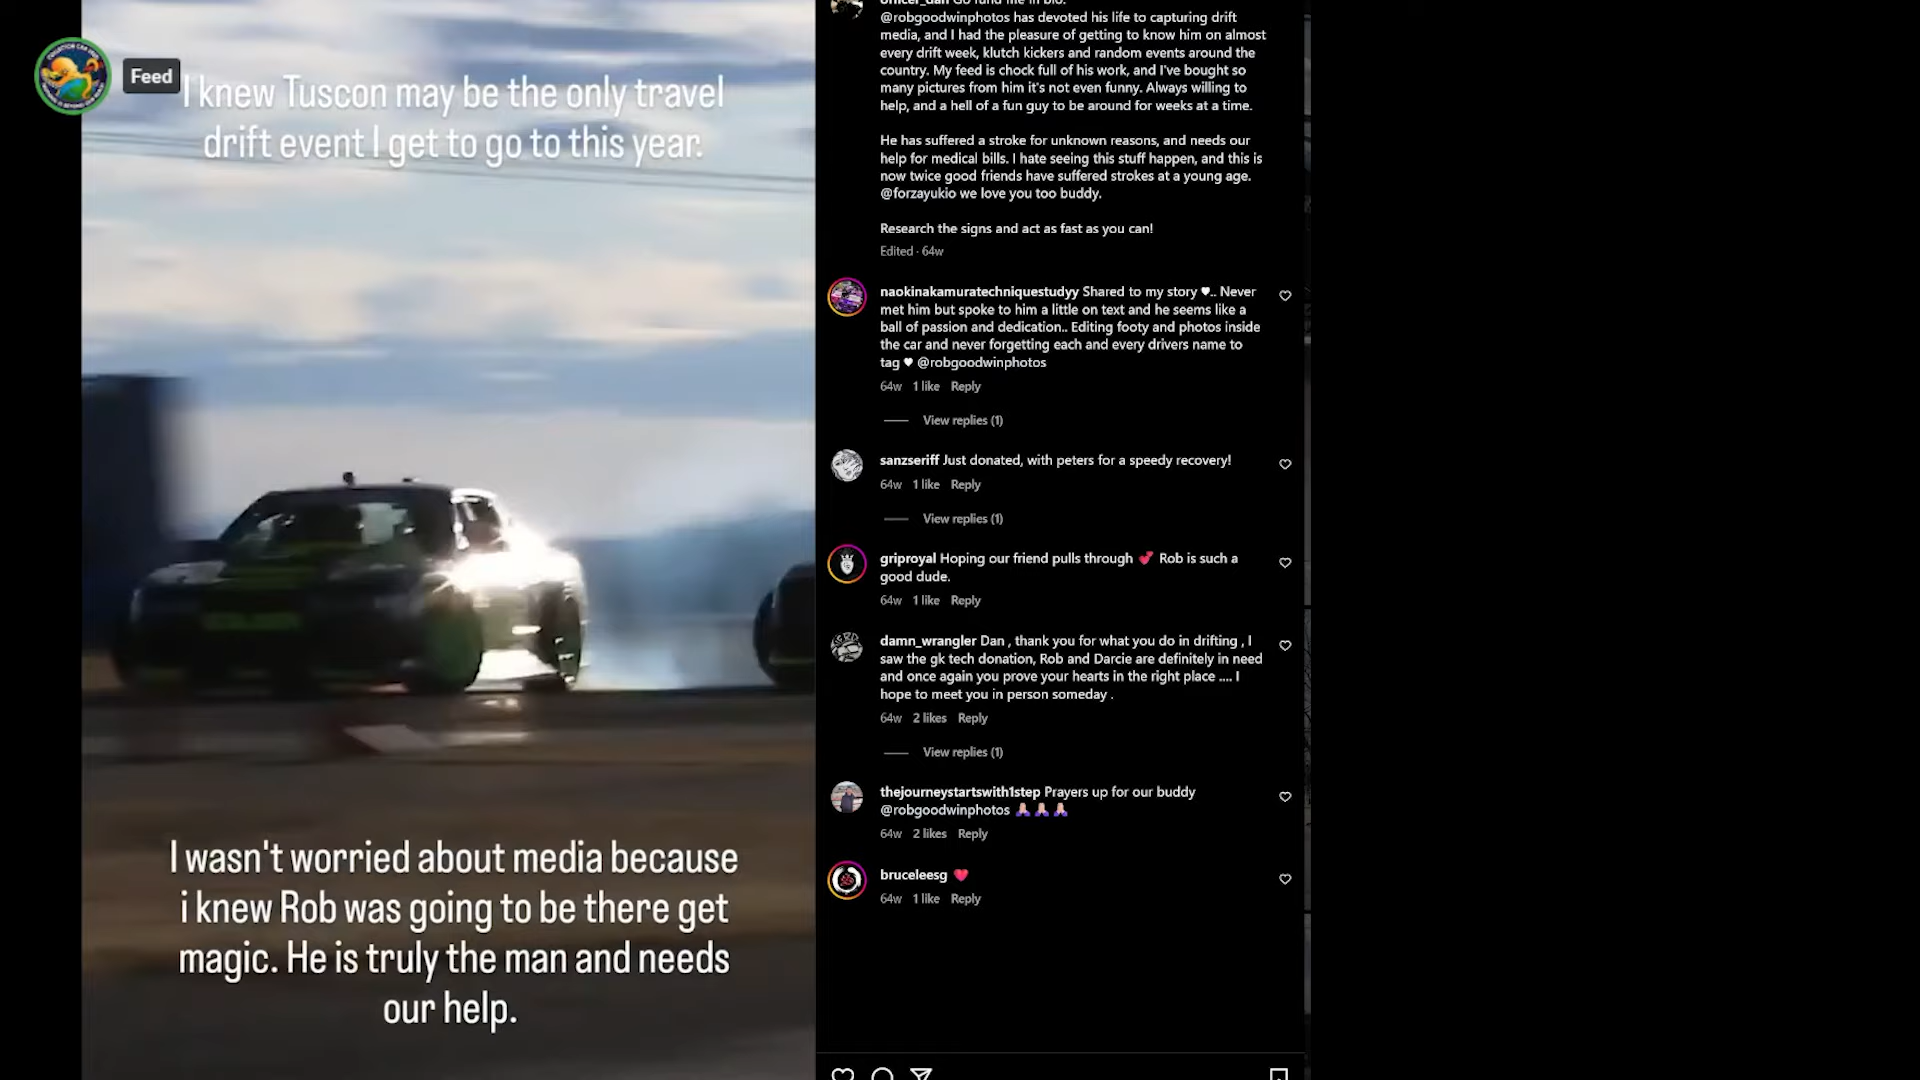 Feed
I knew Tuscon may be the only travel
drift event I get to go to this year.
I wasn't worried about media because
i knew Rob was going to be there get
magic. He is truly the man and needs
our help.
officer_dan Go fund me in bio.
@robgoodwinphotos has devoted his life to capturing drift
media, and I had the pleasure of getting to know him on almost
every drift week, klutch kickers and random events around the
country. My feed is chock full of his work, and I've bought so
many pictures from him it's not even funny. Always willing to
help, and a hell of a fun guy to be around for weeks at a time.
He has suffered a stroke for unknown reasons, and needs our
help for medical bills. I hate seeing this stuff happen, and this is
now twice good friends have suffered strokes at a young age.
@forzayukio we love you too buddy.
Research the signs and act as fast as you can!
Edited · 64w
naokinakamuratechniquestudyy Shared to my story ♥.. Never
met him but spoke to him a little on text and he seems like a
ball of passion and dedication.. Editing footy and photos inside
the car and never forgetting each and every drivers name to
tag ♥ @robgoodwinphotos
64w 1 like Reply
View replies (1)
sanzseriff Just donated, with peters for a speedy recovery!
64w 1 like Reply
View replies (1)
griproyal Hoping our friend pulls through 💕 Rob is such a
good dude.
64w 1 like Reply
damn_wrangler Dan , thank you for what you do in drifting , I
saw the gk tech donation, Rob and Darcie are definitely in need
and once again you prove your hearts in the right place .... I
hope to meet you in person someday .
64w 2 likes Reply
View replies (1)
thejourneystartswith1step Prayers up for our buddy
@robgoodwinphotos 🙏🏼🙏🏼🙏🏼
64w 2 likes Reply
bruceleesg ❤️
64w 1 like Reply